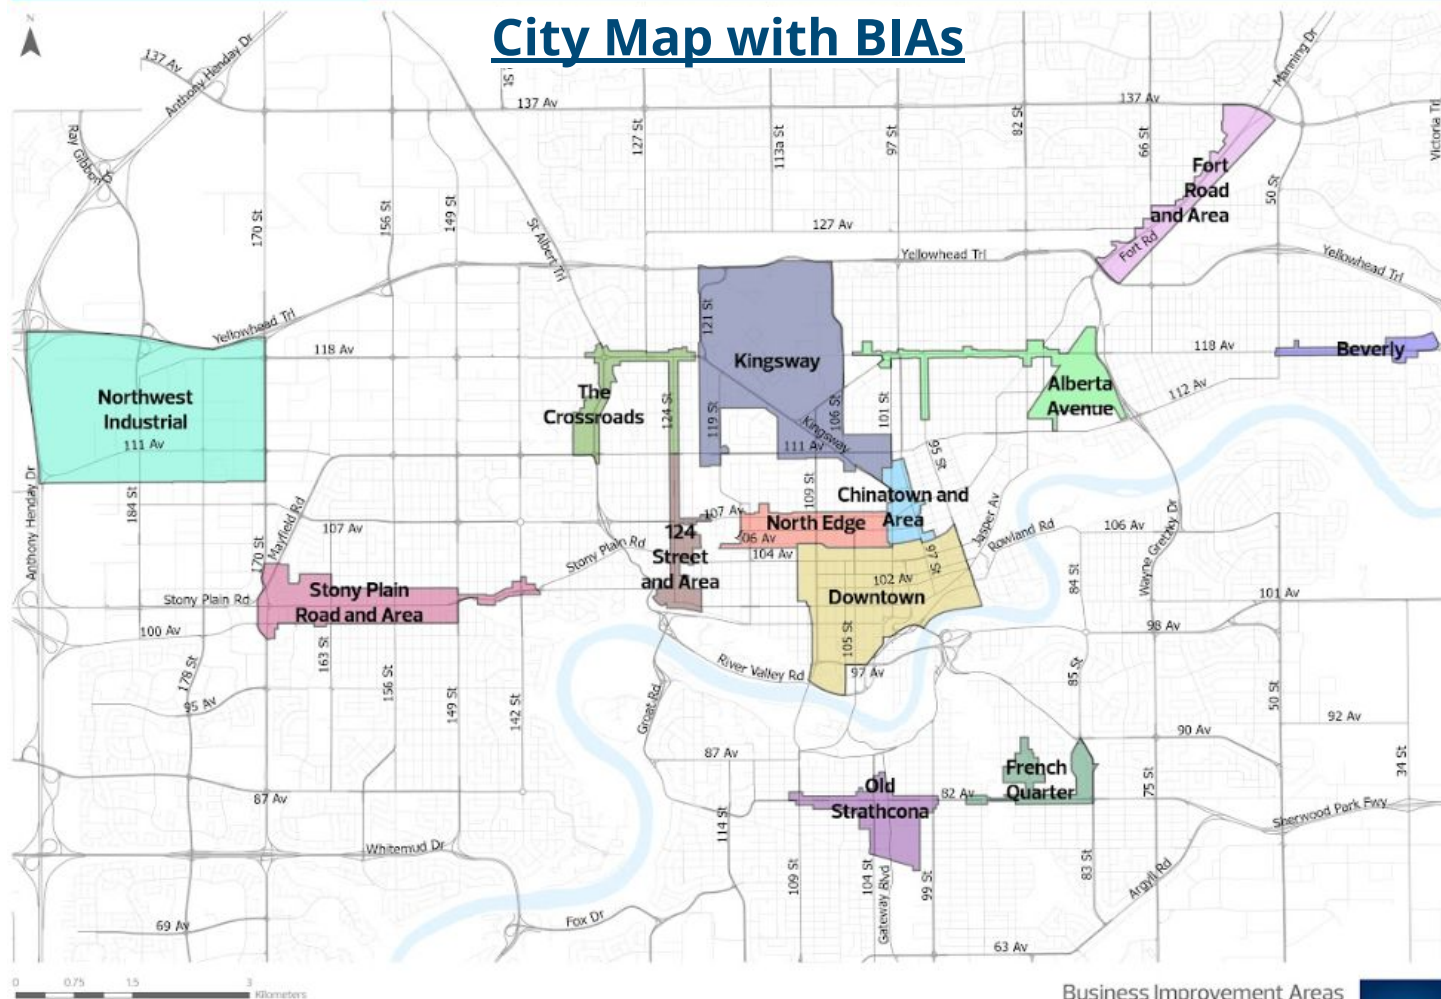 City Map with BIAs
N
137 Av
Anthony Henday Dr
137 Av
137 Av
Manning Dr
Victoria Trl
Ray Gibbon Dr
170 St
156 St
149 St
St Albert Trl
127 St
113a St
97 St
82 St
66 St
50 St
Fort
Road
and Area
Fort Rd
127 Av
Yellowhead Trl
Yellowhead Trl
Yellowhead Trl
118 Av
118 Av
121 St
Kingsway
Beverly
Northwest
Industrial
111 Av
The
Crossroads
124 St
119 St
106 St
Kingsway
111 Av
101 St
Alberta
Avenue
112 Av
95 St
Anthony Henday Dr
184 St
170 St
Mayfield Rd
107 Av
107 Av
109 St
Chinatown and
Area
North Edge
106 Av
104 Av
97 St
Jasper Av
Rowland Rd
106 Av
Wayne Gretzky Dr
124
Street
and Area
Stony Plain Rd
Stony Plain Rd
Stony Plain
Road and Area
102 Av
Downtown
84 St
101 Av
98 Av
100 Av
178 St
163 St
156 St
149 St
142 St
105 St
97 Av
River Valley Rd
Groat Rd
85 St
50 St
95 Av
92 Av
90 Av
87 Av
34 St
87 Av
French
Quarter
75 St
Old
Strathcona
82 Av
Sherwood Park Fwy
114 St
Whitemud Dr
109 St
104 St
Gateway Blvd
99 St
83 St
Argyll Rd
69 Av
Fox Dr
63 Av
0 0.75 1.5 3
Kilometers
Business Improvement Areas